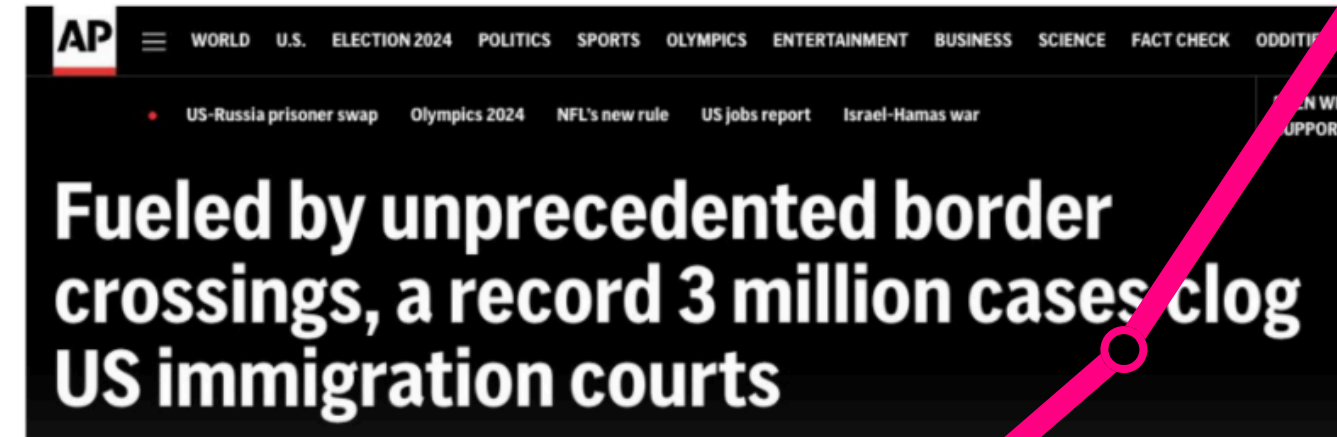 AP
WORLD U.S. ELECTION 2024 POLITICS SPORTS OLYMPICS ENTERTAINMENT BUSINESS SCIENCE FACT CHECK
US-Russia prisoner swap Olympics 2024 NFL's new rule US jobs report Israel-Hamas war
Fueled by unprecedented border
crossings, a record 3 million cases clog
US immigration courts